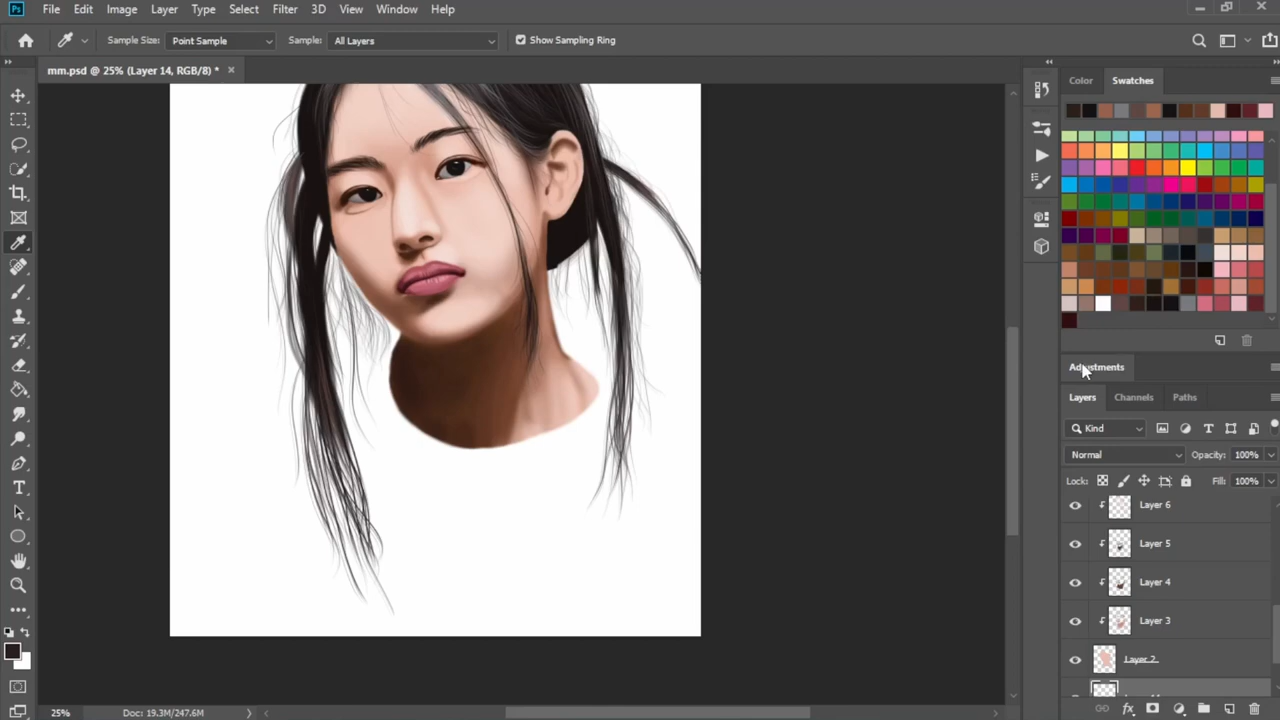 Ps File Edit Image Layer Type Select Filter 3D View Window Help
Sample Size: Point Sample Sample: All Layers Show Sampling Ring
mm.psd @ 25% (Layer 14, RGB/8) *
Color Swatches
Adjustments
Layers Channels Paths
Kind
Normal Opacity: 100%
Lock: Fill: 100%
Layer 6
Layer 5
Layer 4
Layer 3
Layer 2
25% Doc: 19.3M/247.6M